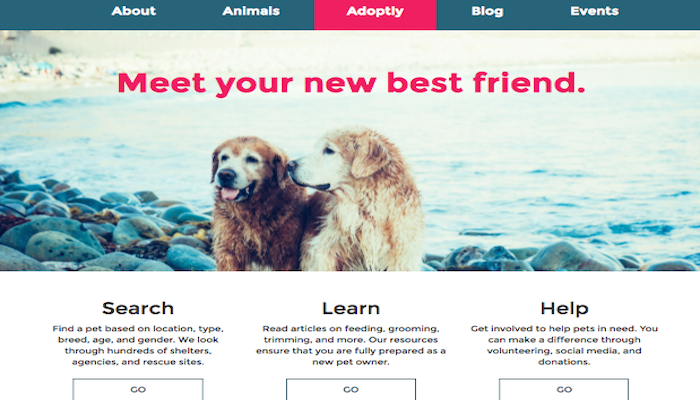 About Animals Adoptly Blog Events
Meet your new best friend.
Search
Find a pet based on location, type,
breed, age, and gender. We look
through hundreds of shelters,
agencies, and rescue sites.
GO
Learn
Read articles on feeding, grooming,
trimming, and more. Our resources
ensure that you are fully prepared as a
new pet owner.
GO
Help
Get involved to help pets in need. You
can make a difference through
volunteering, social media, and
donations.
GO